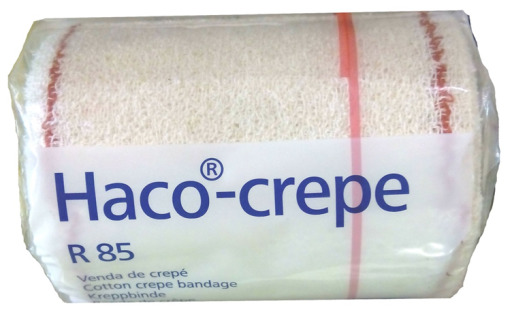 Haco®-crepe
R 85
Venda de crepé
Cotton crepe bandage
Kreppbinde